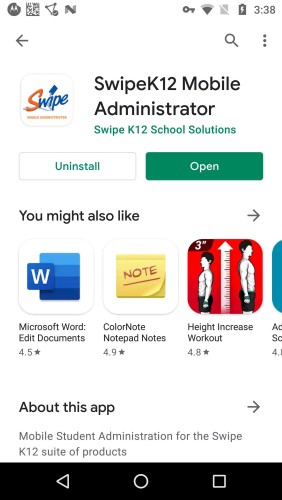 3:38
SwipeK12 Mobile
Administrator
Swipe K12 School Solutions
Swipe
MOBILE ADMINISTRATOR
Uninstall
Open
You might also like
W
NOTE
3"
Microsoft Word:
Edit Documents
4.5★
ColorNote
Notepad Notes
4.9★
Height Increase
Workout
4.8★
Ad
Sc
4.8
About this app
Mobile Student Administration for the Swipe
K12 suite of products